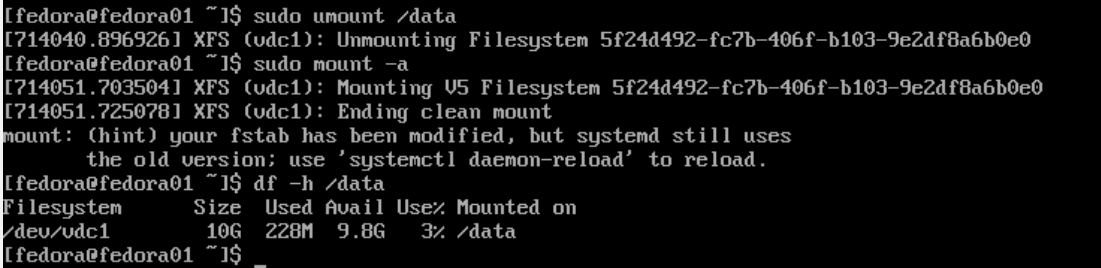 [fedora@fedora01 ~]$ sudo umount /data
[714040.896926] XFS (vdc1): Unmounting Filesystem 5f24d492-fc7b-406f-b103-9e2df8a6b0e0
[fedora@fedora01 ~]$ sudo mount -a
[714051.703504] XFS (vdc1): Mounting V5 Filesystem 5f24d492-fc7b-406f-b103-9e2df8a6b0e0
[714051.725078] XFS (vdc1): Ending clean mount
mount: (hint) your fstab has been modified, but systemd still uses
       the old version; use 'systemctl daemon-reload' to reload.
[fedora@fedora01 ~]$ df -h /data
Filesystem      Size  Used Avail Use% Mounted on
/dev/vdc1        10G  228M  9.8G   3% /data
[fedora@fedora01 ~]$ _